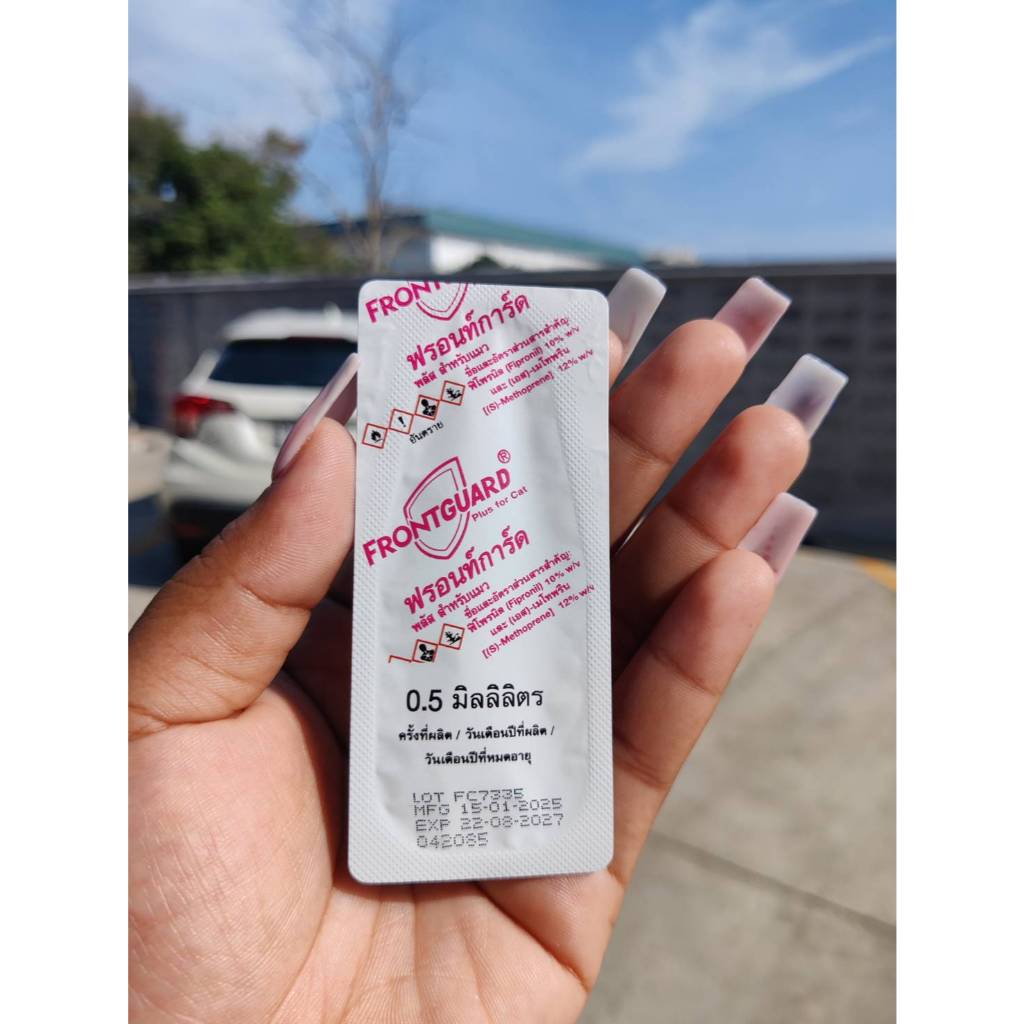 FRONT
ฟรอนท์การ์ด
พลัส สำหรับแมว
ชื่อและอัตราส่วนสารสำคัญ:
ฟิโพรนิล (Fipronil) 10% w/v
และ (เอส)-เมโทพรีน
[(S)-Methoprene] 12% w/v
อันตราย
FRONTGUARD®
Plus for Cat
ฟรอนท์การ์ด
พลัส สำหรับแมว
ชื่อและอัตราส่วนสารสำคัญ:
ฟิโพรนิล (Fipronil) 10% w/v
และ (เอส)-เมโทพรีน
[(S)-Methoprene] 12% w/v
0.5 มิลลิลิตร
ครั้งที่ผลิต / วันเดือนปีที่ผลิต /
วันเดือนปีที่หมดอายุ
LOT FC7335
MFG 15-01-2025
EXP 22-08-2027
042085